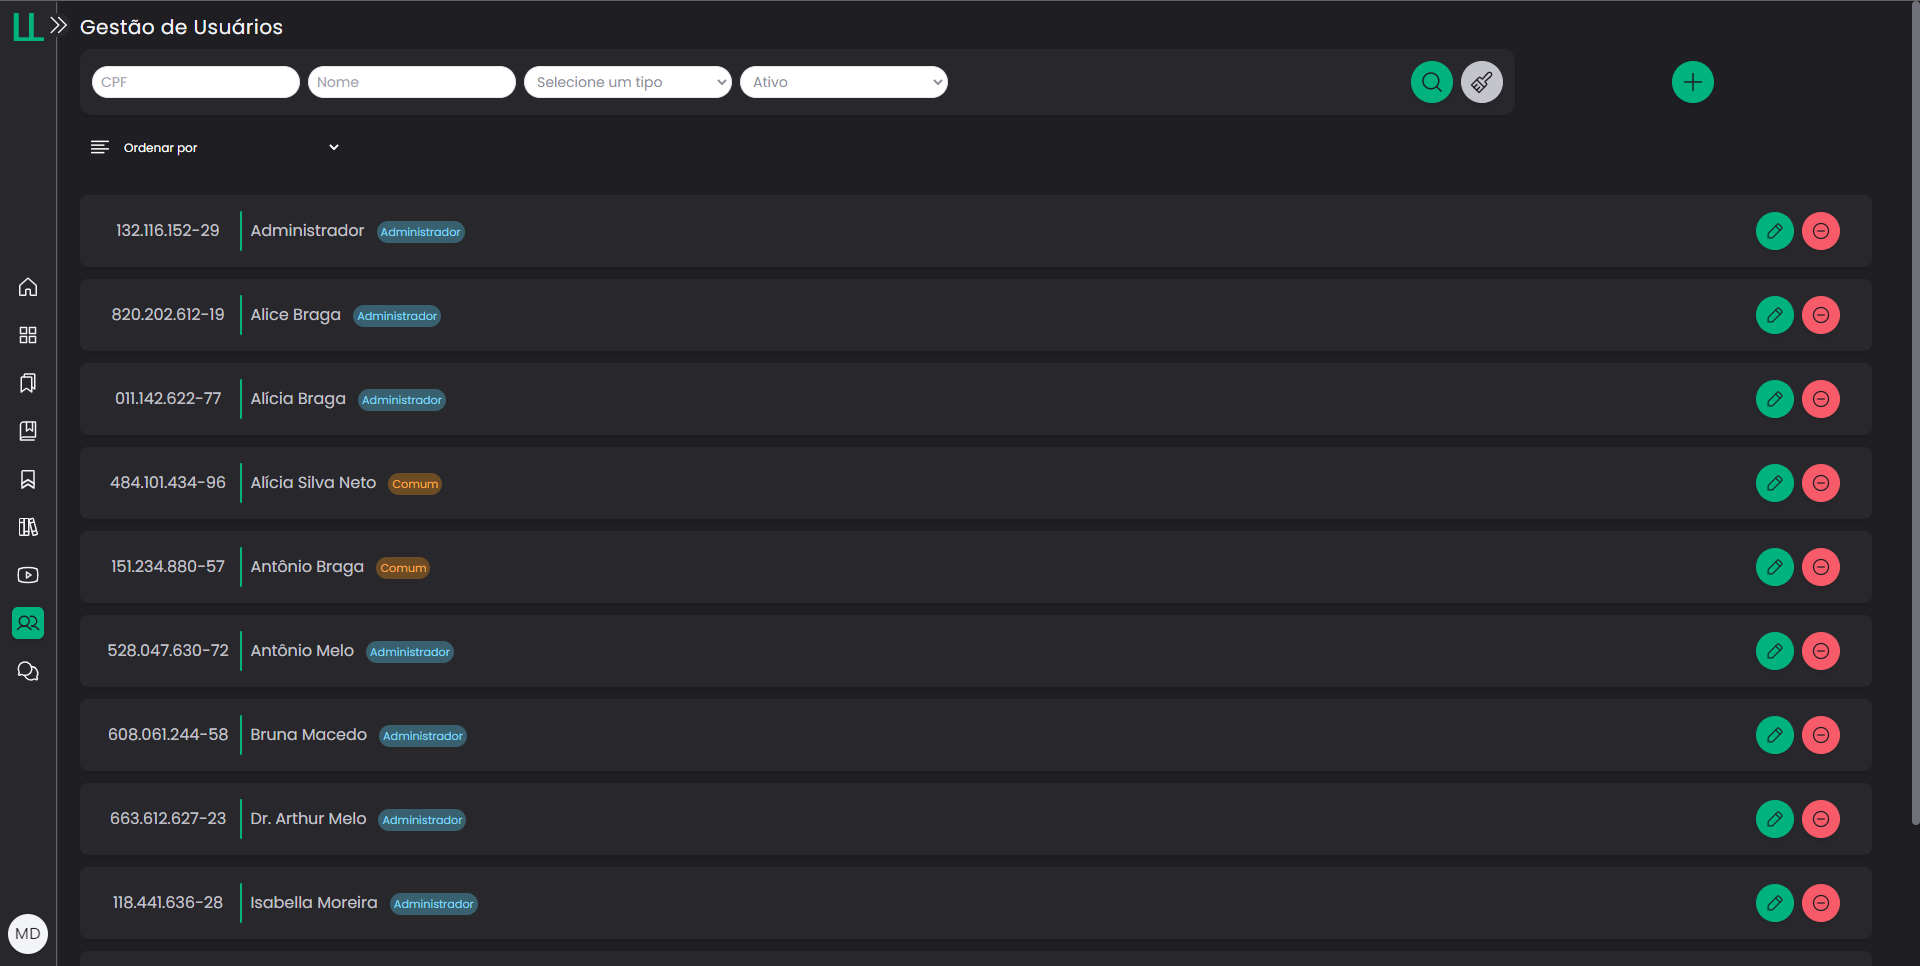 LL
Gestão de Usuários
CPF Nome Selecione um tipo Ativo
Ordenar por
132.116.152-29 Administrador Administrador
820.202.612-19 Alice Braga Administrador
011.142.622-77 Alícia Braga Administrador
484.101.434-96 Alícia Silva Neto Comum
151.234.880-57 Antônio Braga Comum
528.047.630-72 Antônio Melo Administrador
608.061.244-58 Bruna Macedo Administrador
663.612.627-23 Dr. Arthur Melo Administrador
118.441.636-28 Isabella Moreira Administrador
MD